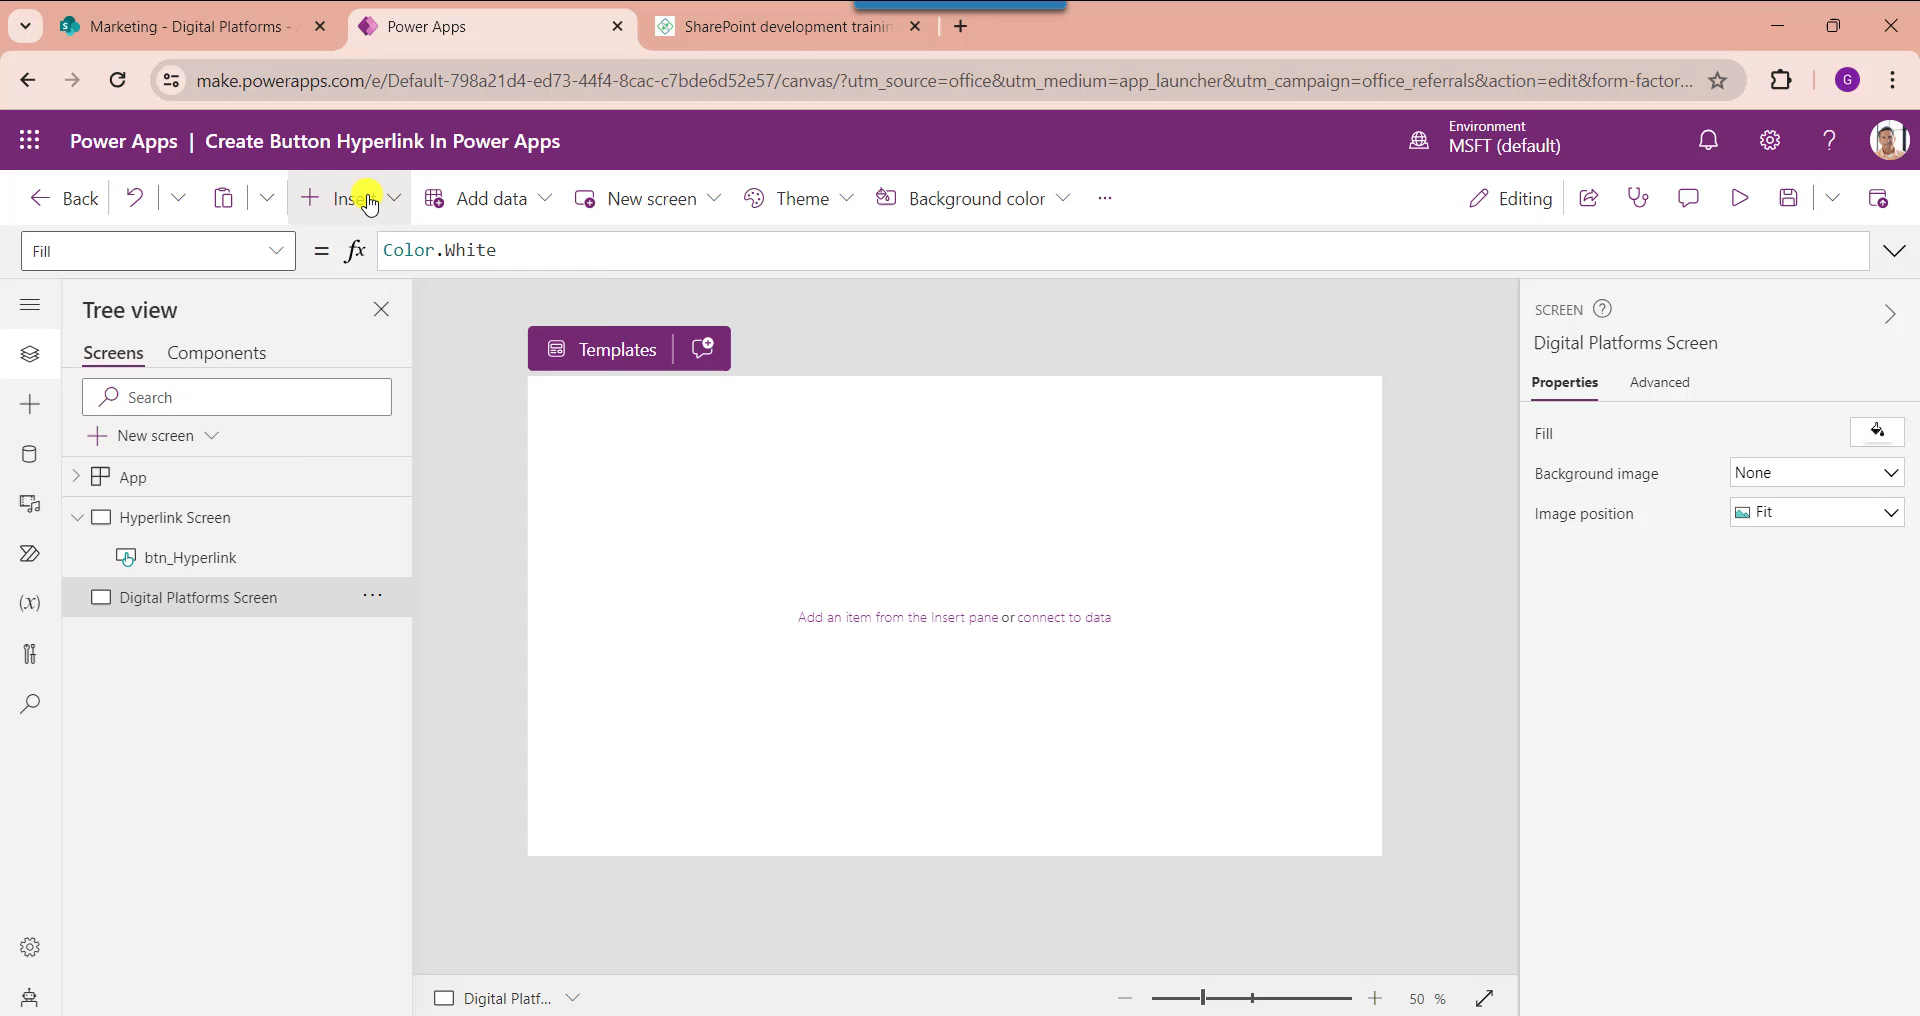 Marketing - Digital Platforms -
Power Apps
SharePoint development trainin
make.powerapps.com/e/Default-798a21d4-ed73-44f4-8cac-c7bde6d52e57/canvas/?utm_source=office&utm_medium=app_launcher&utm_campaign=office_referrals&action=edit&form-factor...
G
Power Apps | Create Button Hyperlink In Power Apps
Environment
MSFT (default)
Back
Insert
Add data
New screen
Theme
Background color
...
Editing
Fill
= fx
Color.White
Tree view
Screens
Components
Search
New screen
App
Hyperlink Screen
btn_Hyperlink
Digital Platforms Screen
...
(x)
Templates
Add an item from the Insert pane or connect to data
SCREEN
Digital Platforms Screen
Properties
Advanced
Fill
Background image
None
Image position
Fit
Digital Platf...
50 %